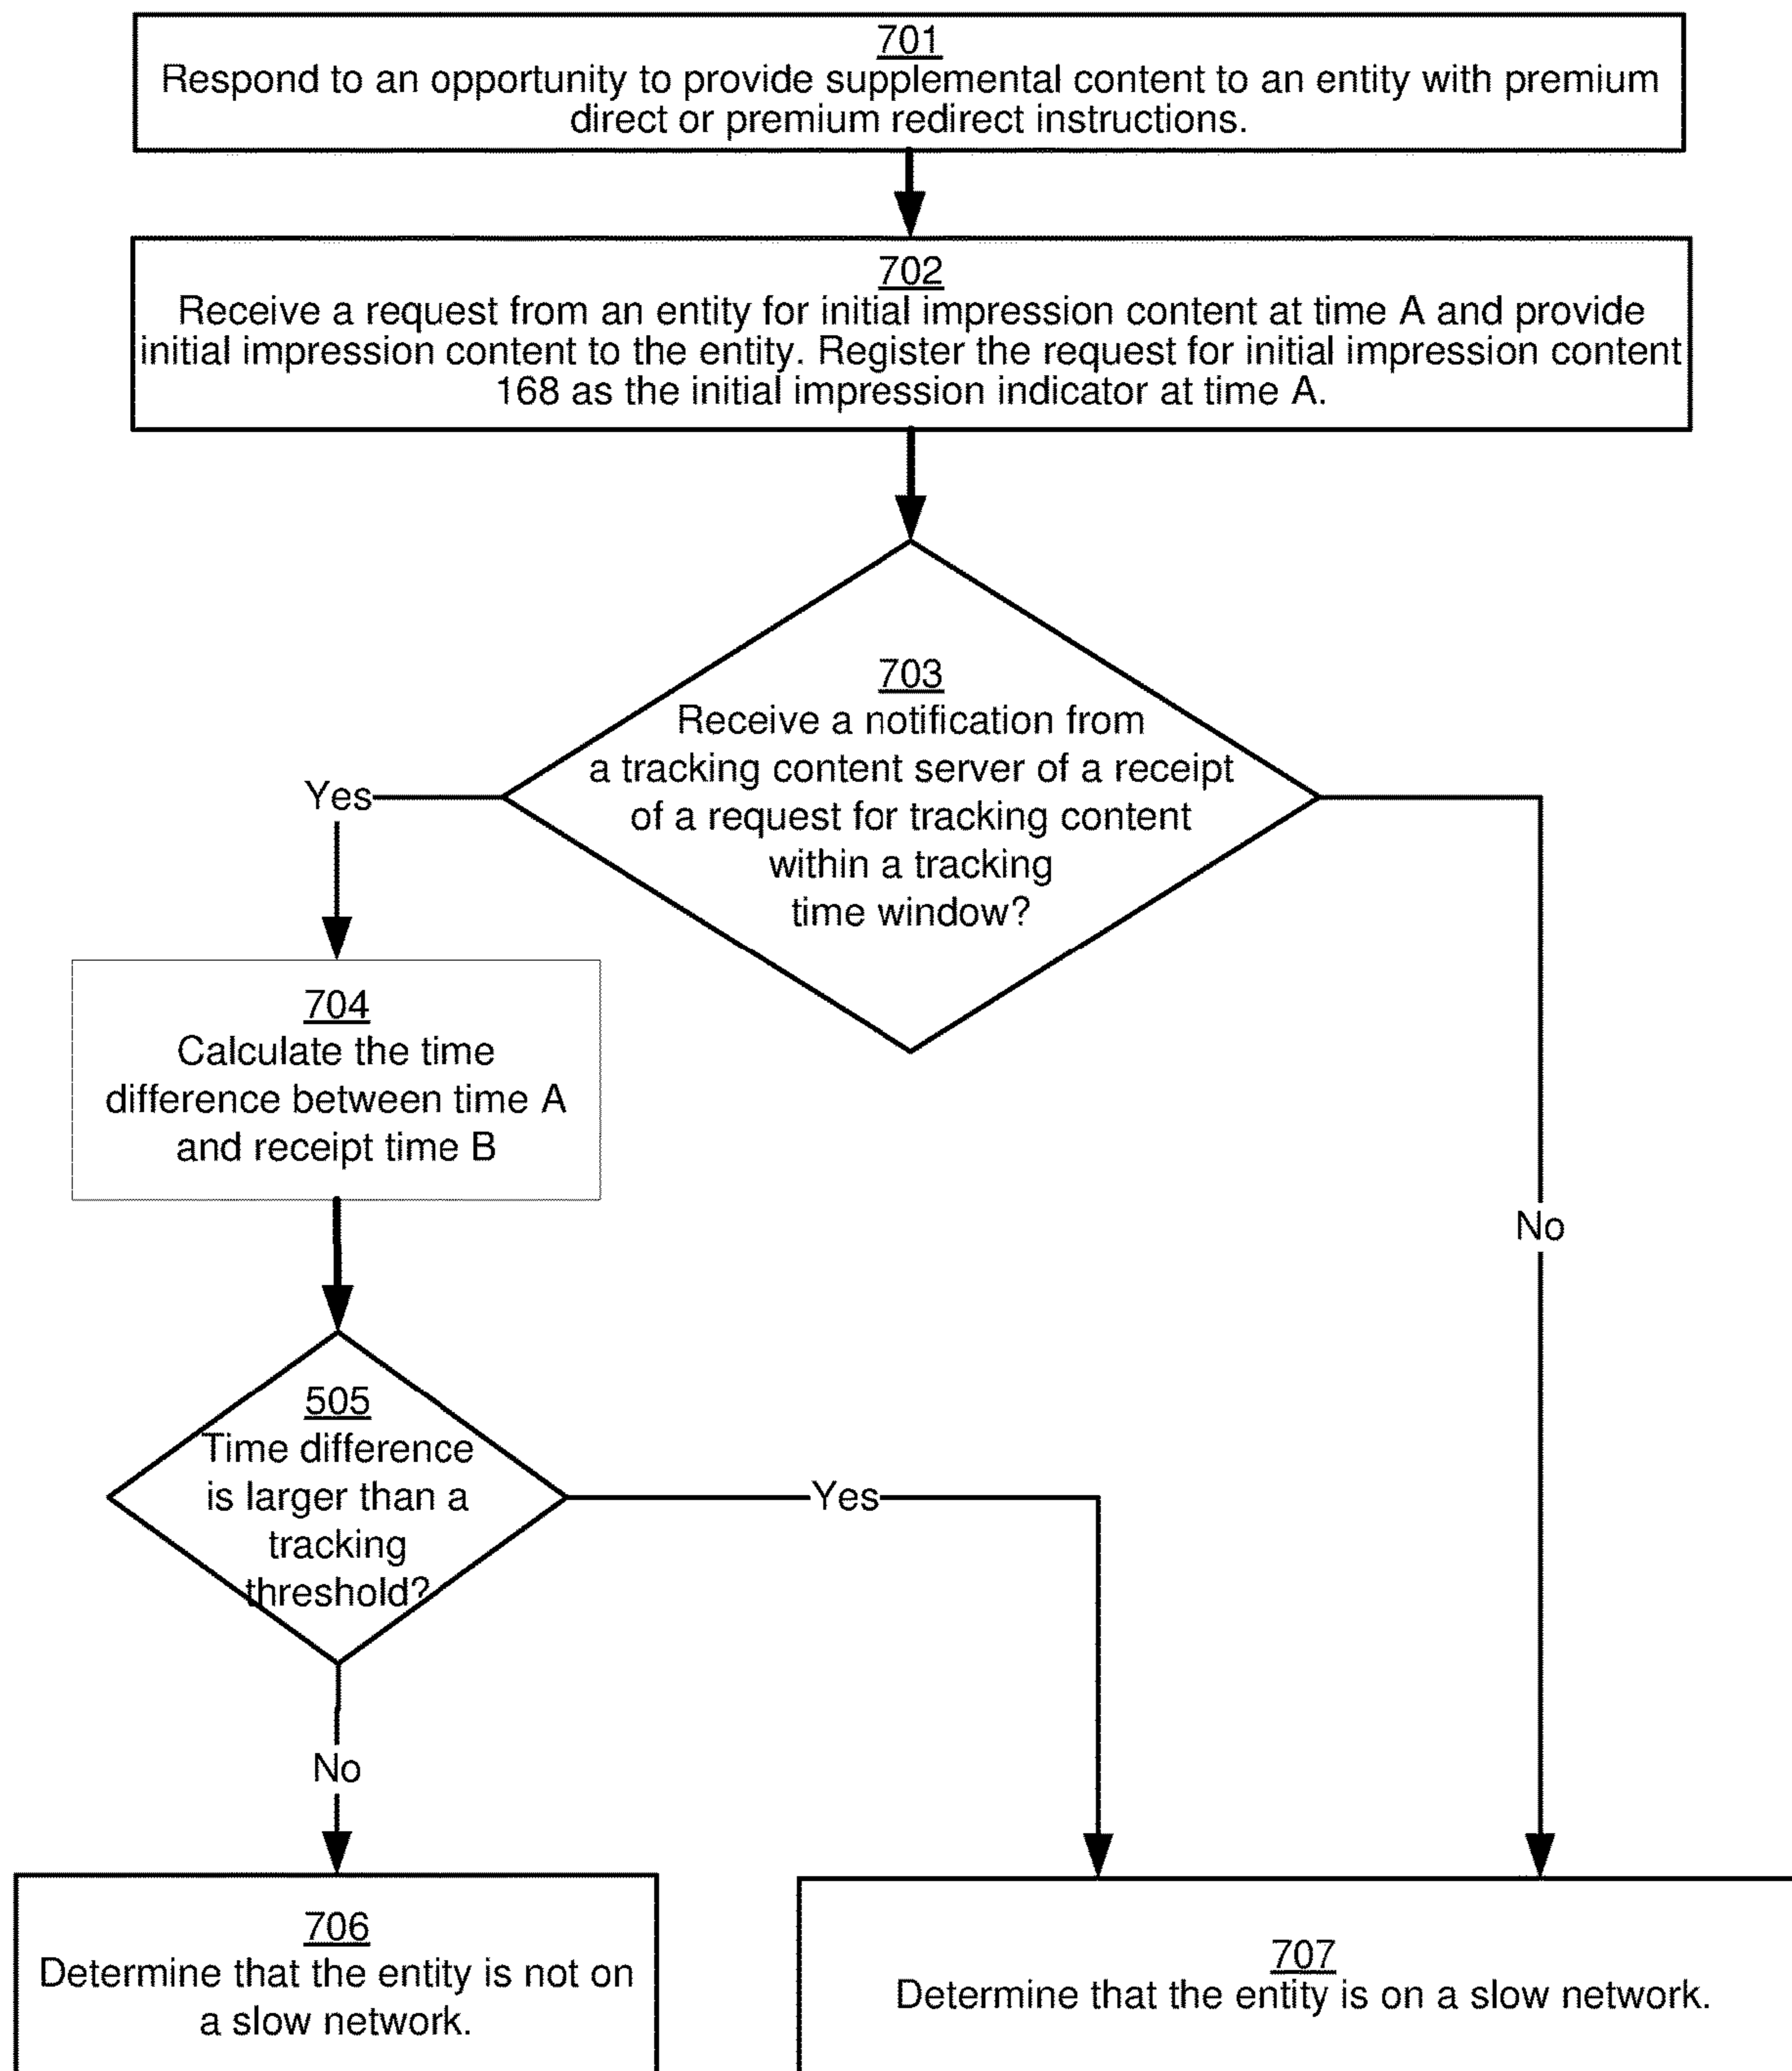 701
Respond to an opportunity to provide supplemental content to an entity with premium
direct or premium redirect instructions.
702
Receive a request from an entity for initial impression content at time A and provide
initial impression content to the entity. Register the request for initial impression content
168 as the initial impression indicator at time A.
703
Receive a notification from
a tracking content server of a receipt
of a request for tracking content
within a tracking
time window?
Yes
704
Calculate the time
difference between time A
and receipt time B
No
505
Time difference
is larger than a
tracking
threshold?
Yes
No
706
Determine that the entity is not on
a slow network.
707
Determine that the entity is on a slow network.